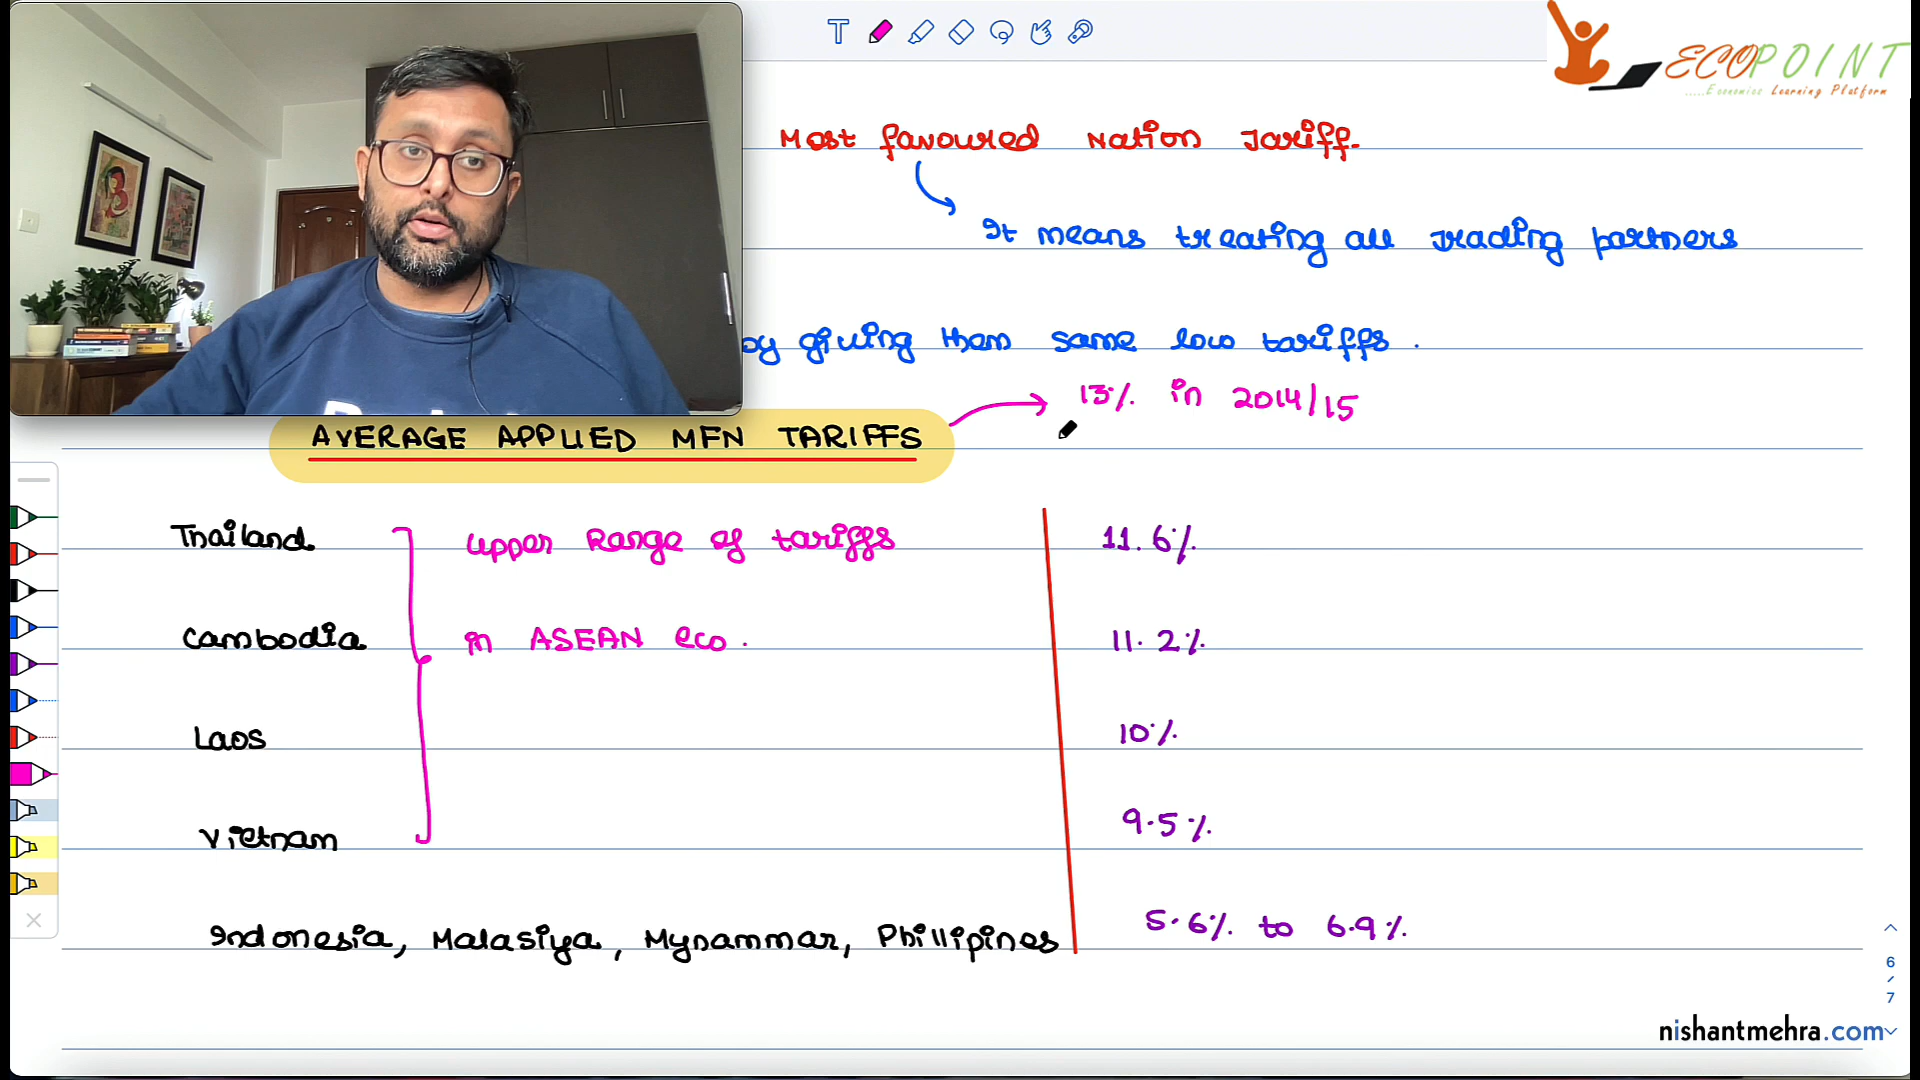 ECOPOINT
.....Economics Learning Platform
Most favoured Nation Tariff.
It means treating all Trading partners
by giving them same low tariffs.
13% in 2014/15
AVERAGE APPLIED MFN TARIFFS
Thailand Upper Range of tariffs 11.6%
Cambodia in ASEAN eco. 11.2%
Laos 10%
Vietnam 9.5%
Indonesia, Malasiya, Mynammar, Phillipines 5.6% to 6.9%
6
/
7
nishantmehra.com